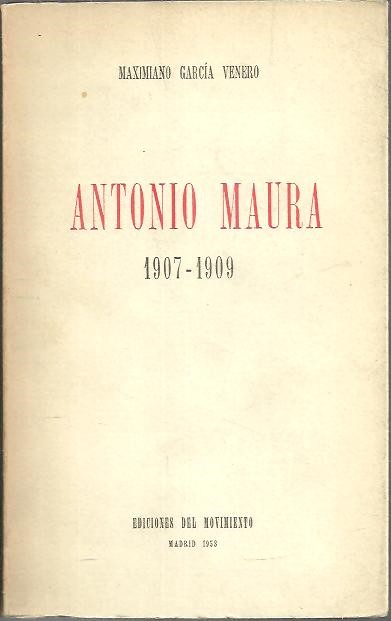 MAXIMIANO GARCÍA VENERO
ANTONIO MAURA
1907-1909
EDICIONES DEL MOVIMIENTO
MADRID 1953